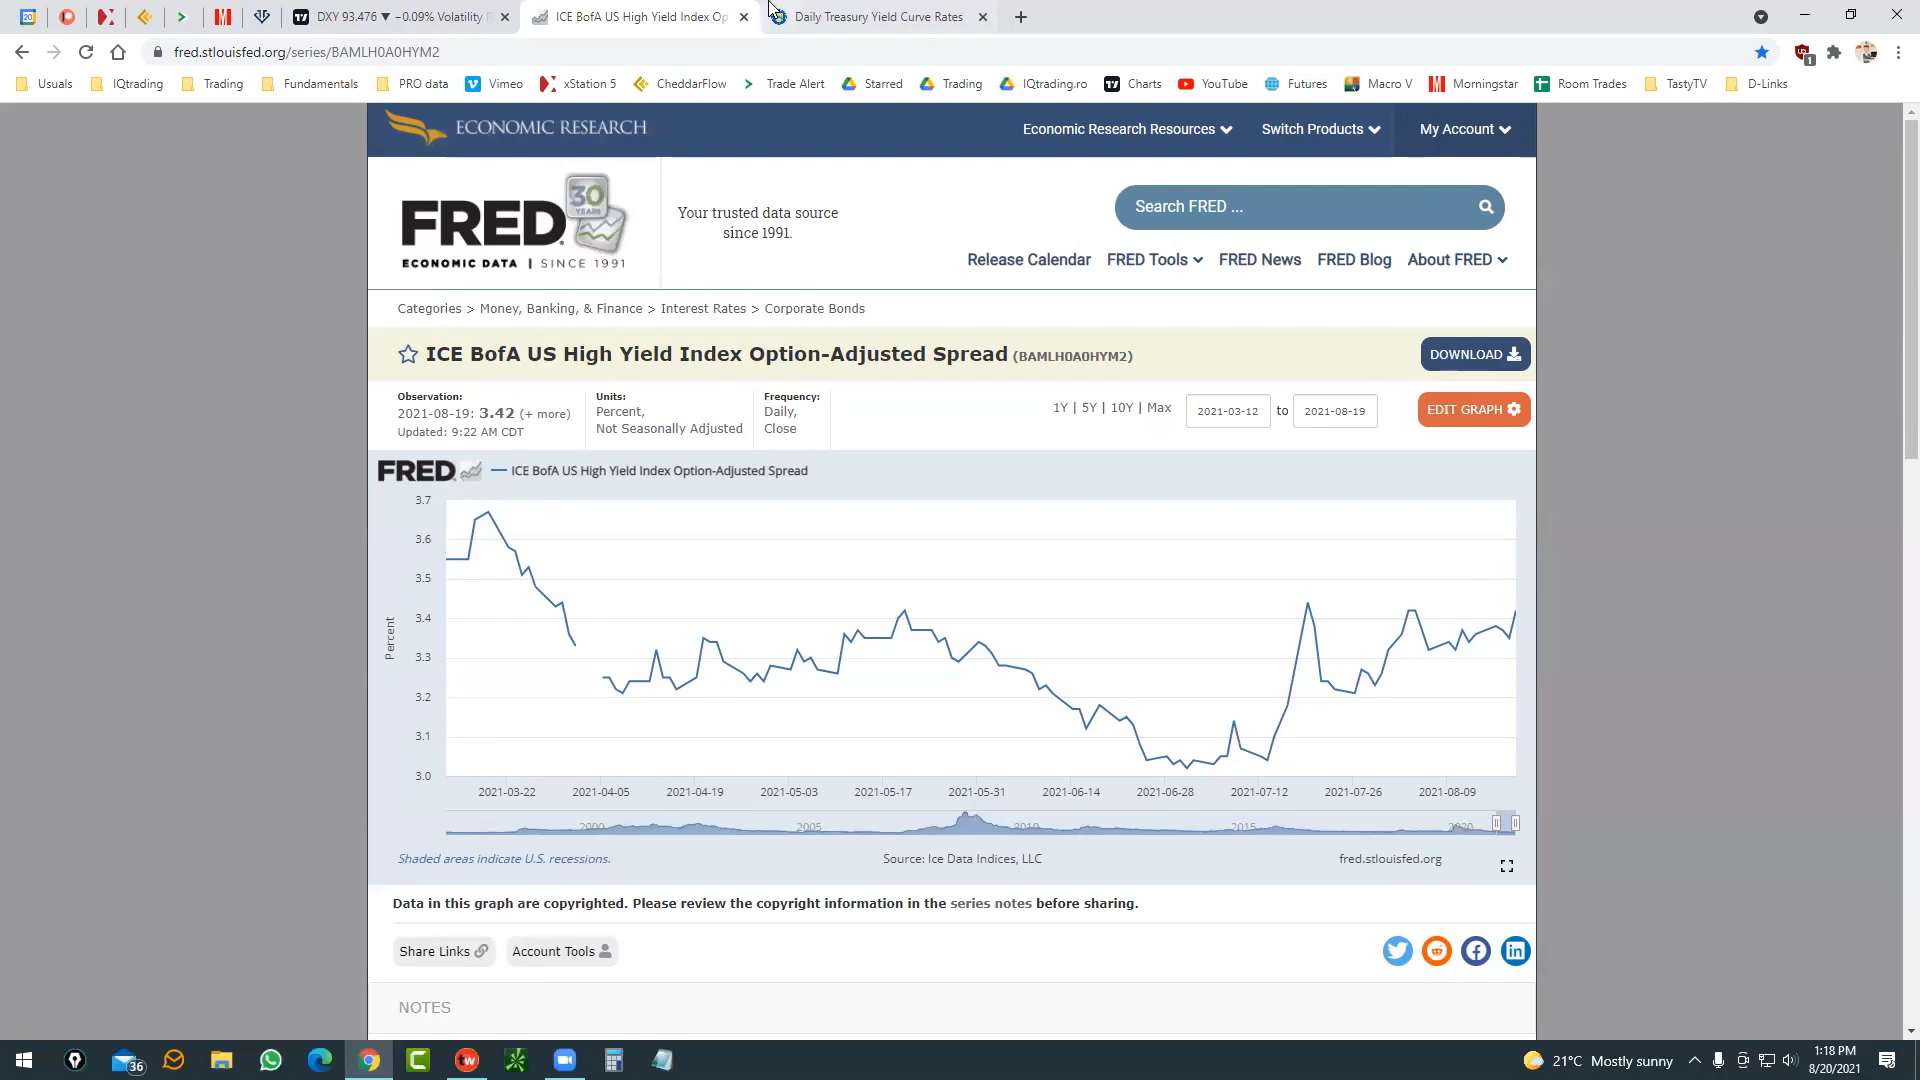 DXY 93.476 ▼ −0.09% Volatility
ICE BofA US High Yield Index Op
Daily Treasury Yield Curve Rates
fred.stlouisfed.org/series/BAMLH0A0HYM2
1
Usuals IQtrading Trading Fundamentals PRO data Vimeo xStation 5 CheddarFlow Trade Alert Starred Trading IQtrading.ro Charts YouTube Futures Macro V Morningstar Room Trades TastyTV D-Links
ECONOMIC RESEARCH
Economic Research Resources Switch Products My Account
30
YEARS
FRED
ECONOMIC DATA | SINCE 1991
Your trusted data source
since 1991.
Search FRED ...
Release Calendar FRED Tools FRED News FRED Blog About FRED
Categories > Money, Banking, & Finance > Interest Rates > Corporate Bonds
ICE BofA US High Yield Index Option-Adjusted Spread (BAMLH0A0HYM2)
DOWNLOAD
Observation:
2021-08-19: 3.42 (+ more)
Updated: 9:22 AM CDT
Units:
Percent,
Not Seasonally Adjusted
Frequency:
Daily,
Close
1Y | 5Y | 10Y | Max
2021-03-12 to 2021-08-19
EDIT GRAPH
FRED
ICE BofA US High Yield Index Option-Adjusted Spread
Percent
3.7
3.6
3.5
3.4
3.3
3.2
3.1
3.0
2021-03-22 2021-04-05 2021-04-19 2021-05-03 2021-05-17 2021-05-31 2021-06-14 2021-06-28 2021-07-12 2021-07-26 2021-08-09
2000 2005 2010 2015 2020
Shaded areas indicate U.S. recessions.
Source: Ice Data Indices, LLC
fred.stlouisfed.org
Data in this graph are copyrighted. Please review the copyright information in the series notes before sharing.
Share Links
Account Tools
NOTES
36
21°C Mostly sunny
1:18 PM
8/20/2021